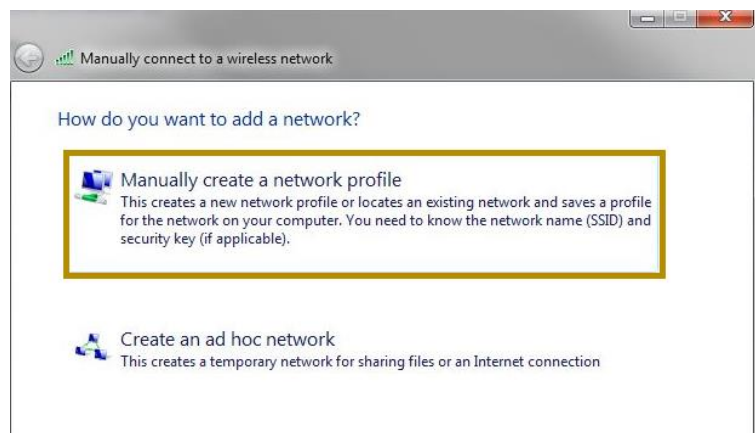 Manually connect to a wireless network
How do you want to add a network?
Manually create a network profile
This creates a new network profile or locates an existing network and saves a profile
for the network on your computer. You need to know the network name (SSID) and
security key (if applicable).
Create an ad hoc network
This creates a temporary network for sharing files or an Internet connection